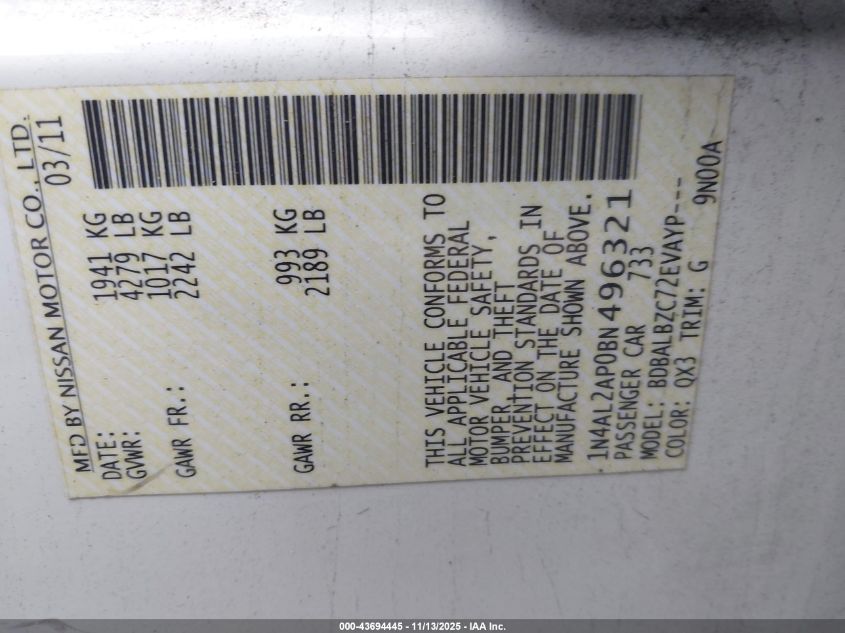 MFD BY NISSAN MOTOR CO., LTD.
DATE: 03/11
GVWR: 1941 KG
4279 LB
GAWR FR.: 1017 KG
2242 LB
GAWR RR.: 993 KG
2189 LB
THIS VEHICLE CONFORMS TO
ALL APPLICABLE FEDERAL
MOTOR VEHICLE SAFETY,
BUMPER, AND THEFT
PREVENTION STANDARDS IN
EFFECT ON THE DATE OF
MANUFACTURE SHOWN ABOVE.
1N4AL2AP0BN496321
PASSENGER CAR 733
MODEL: BDBALBZC72EVAYP---
COLOR: QX3 TRIM: G 9N00A
000-43694445 - 11/13/2025 - IAA Inc.